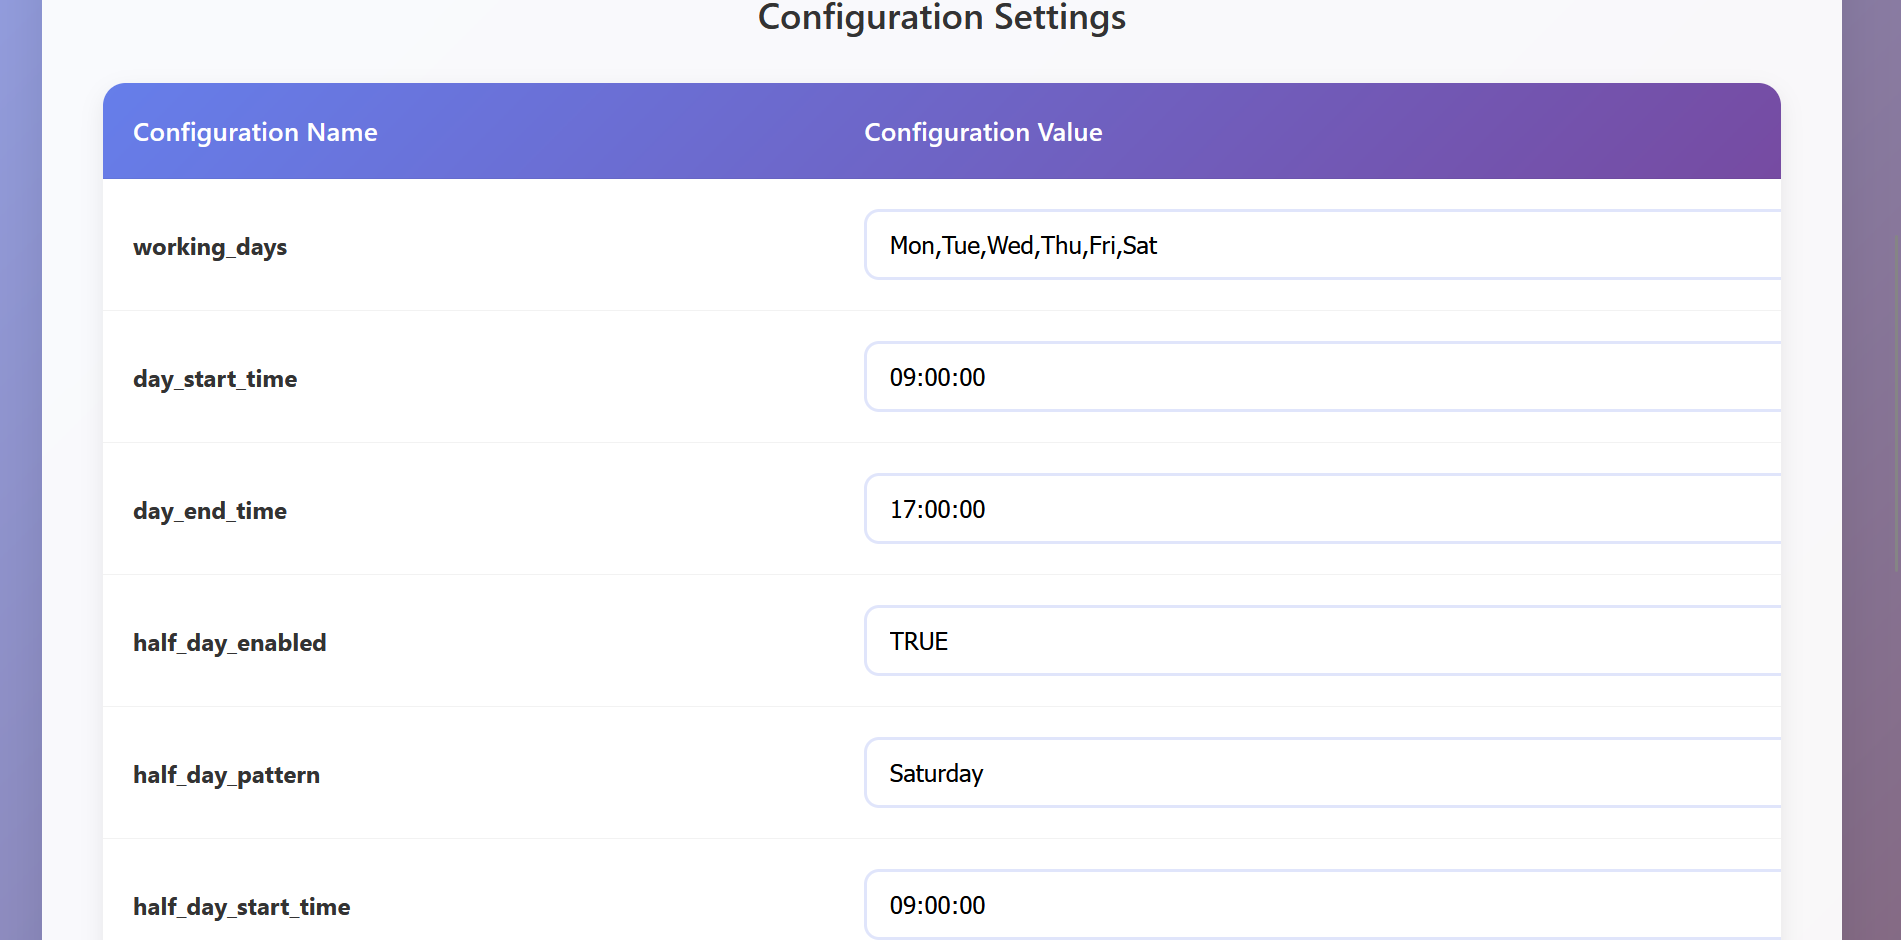 Configuration Settings
Configuration Name Configuration Value
working_days Mon,Tue,Wed,Thu,Fri,Sat
day_start_time 09:00:00
day_end_time 17:00:00
half_day_enabled TRUE
half_day_pattern Saturday
half_day_start_time 09:00:00